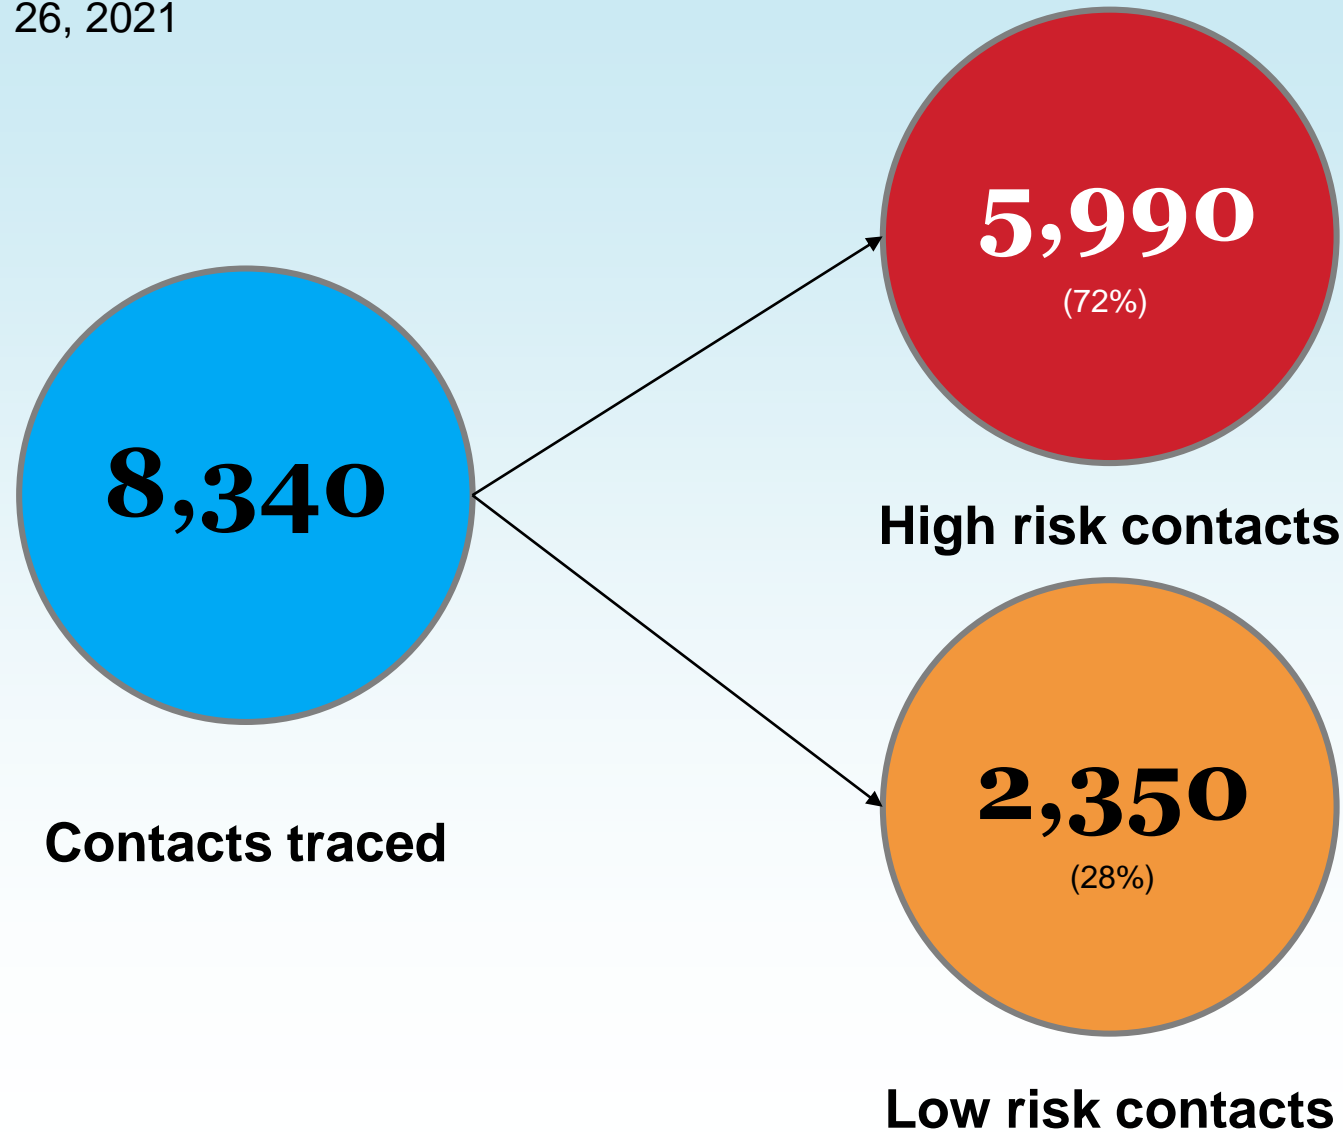 26, 2021
8,340
Contacts traced
5,990
(72%)
High risk contacts
2,350
(28%)
Low risk contacts